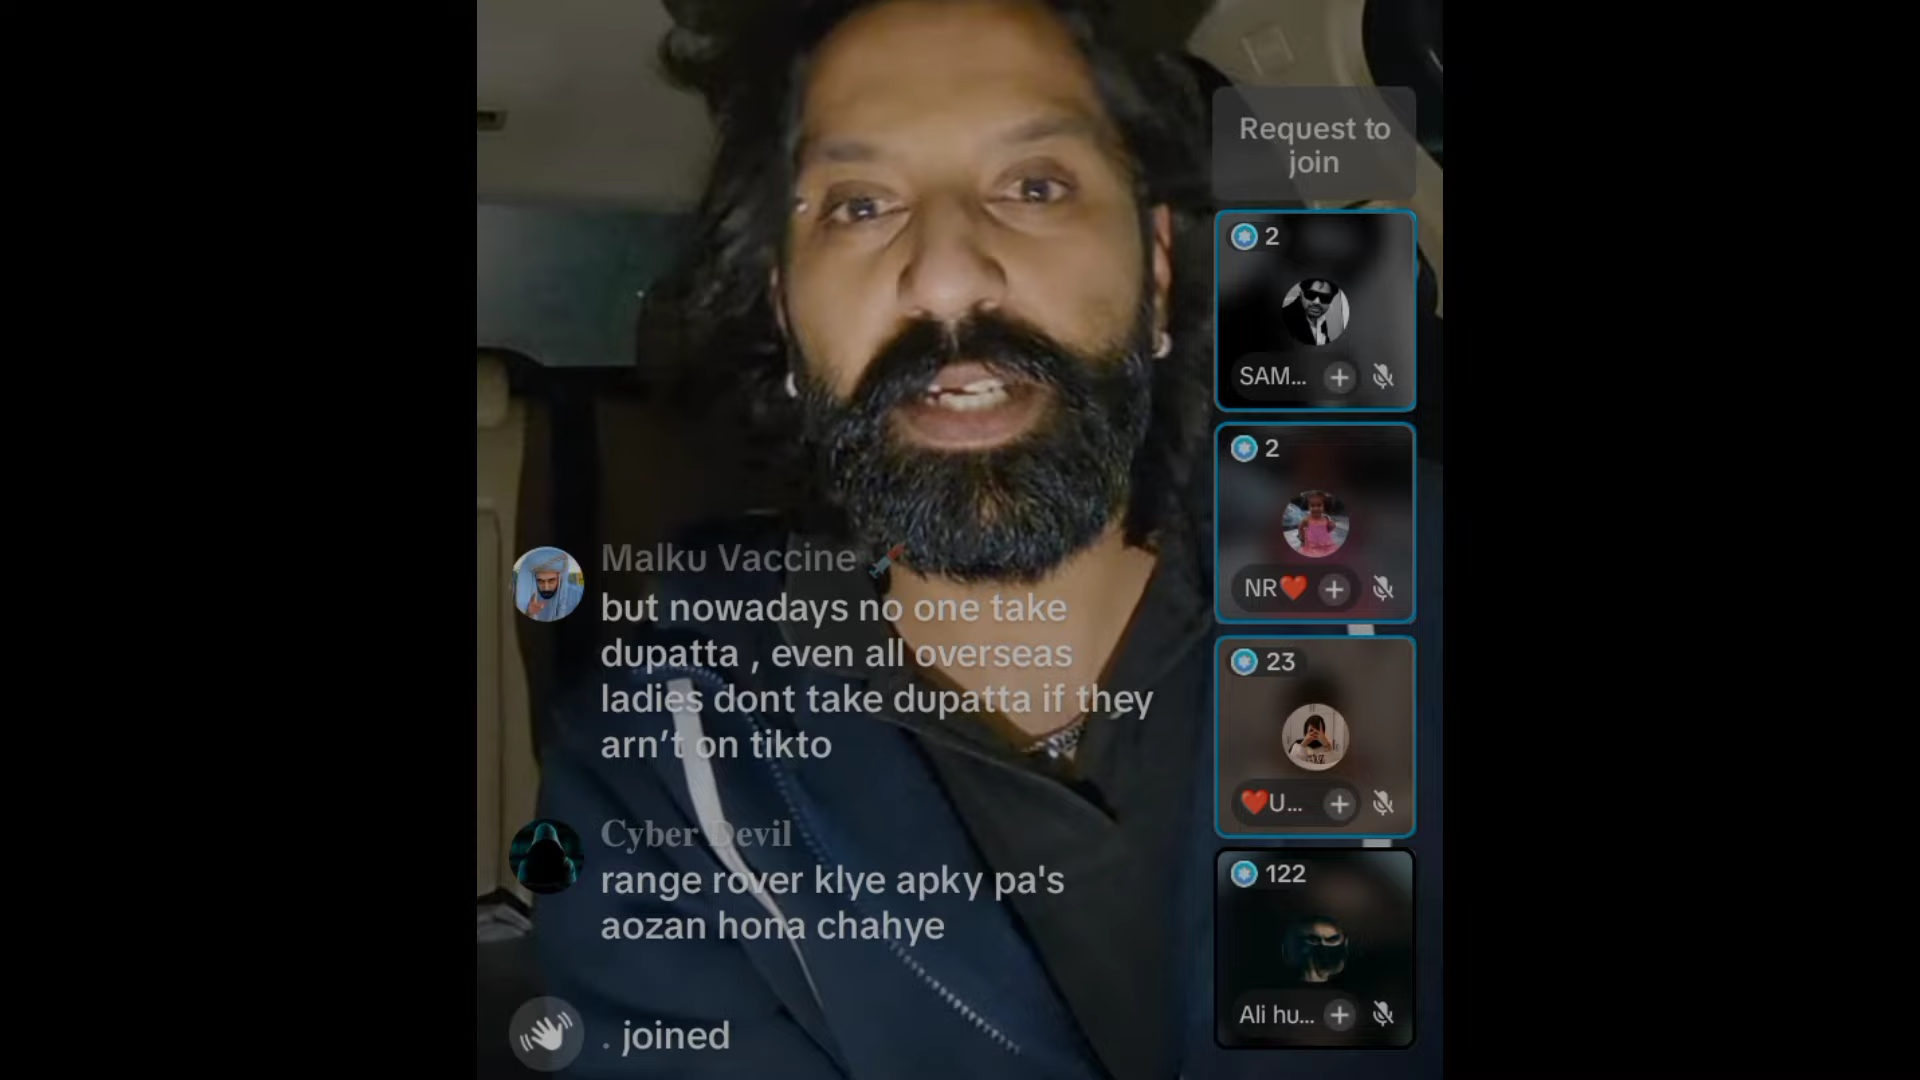 Request to
join
2
SAM...
2
NR❤️
23
❤️U...
122
Ali hu...
Malku Vaccine 💉
but nowadays no one take
dupatta , even all overseas
ladies dont take dupatta if they
arn’t on tikto
Cyber Devil
range rover klye apky pa's
aozan hona chahye
. joined